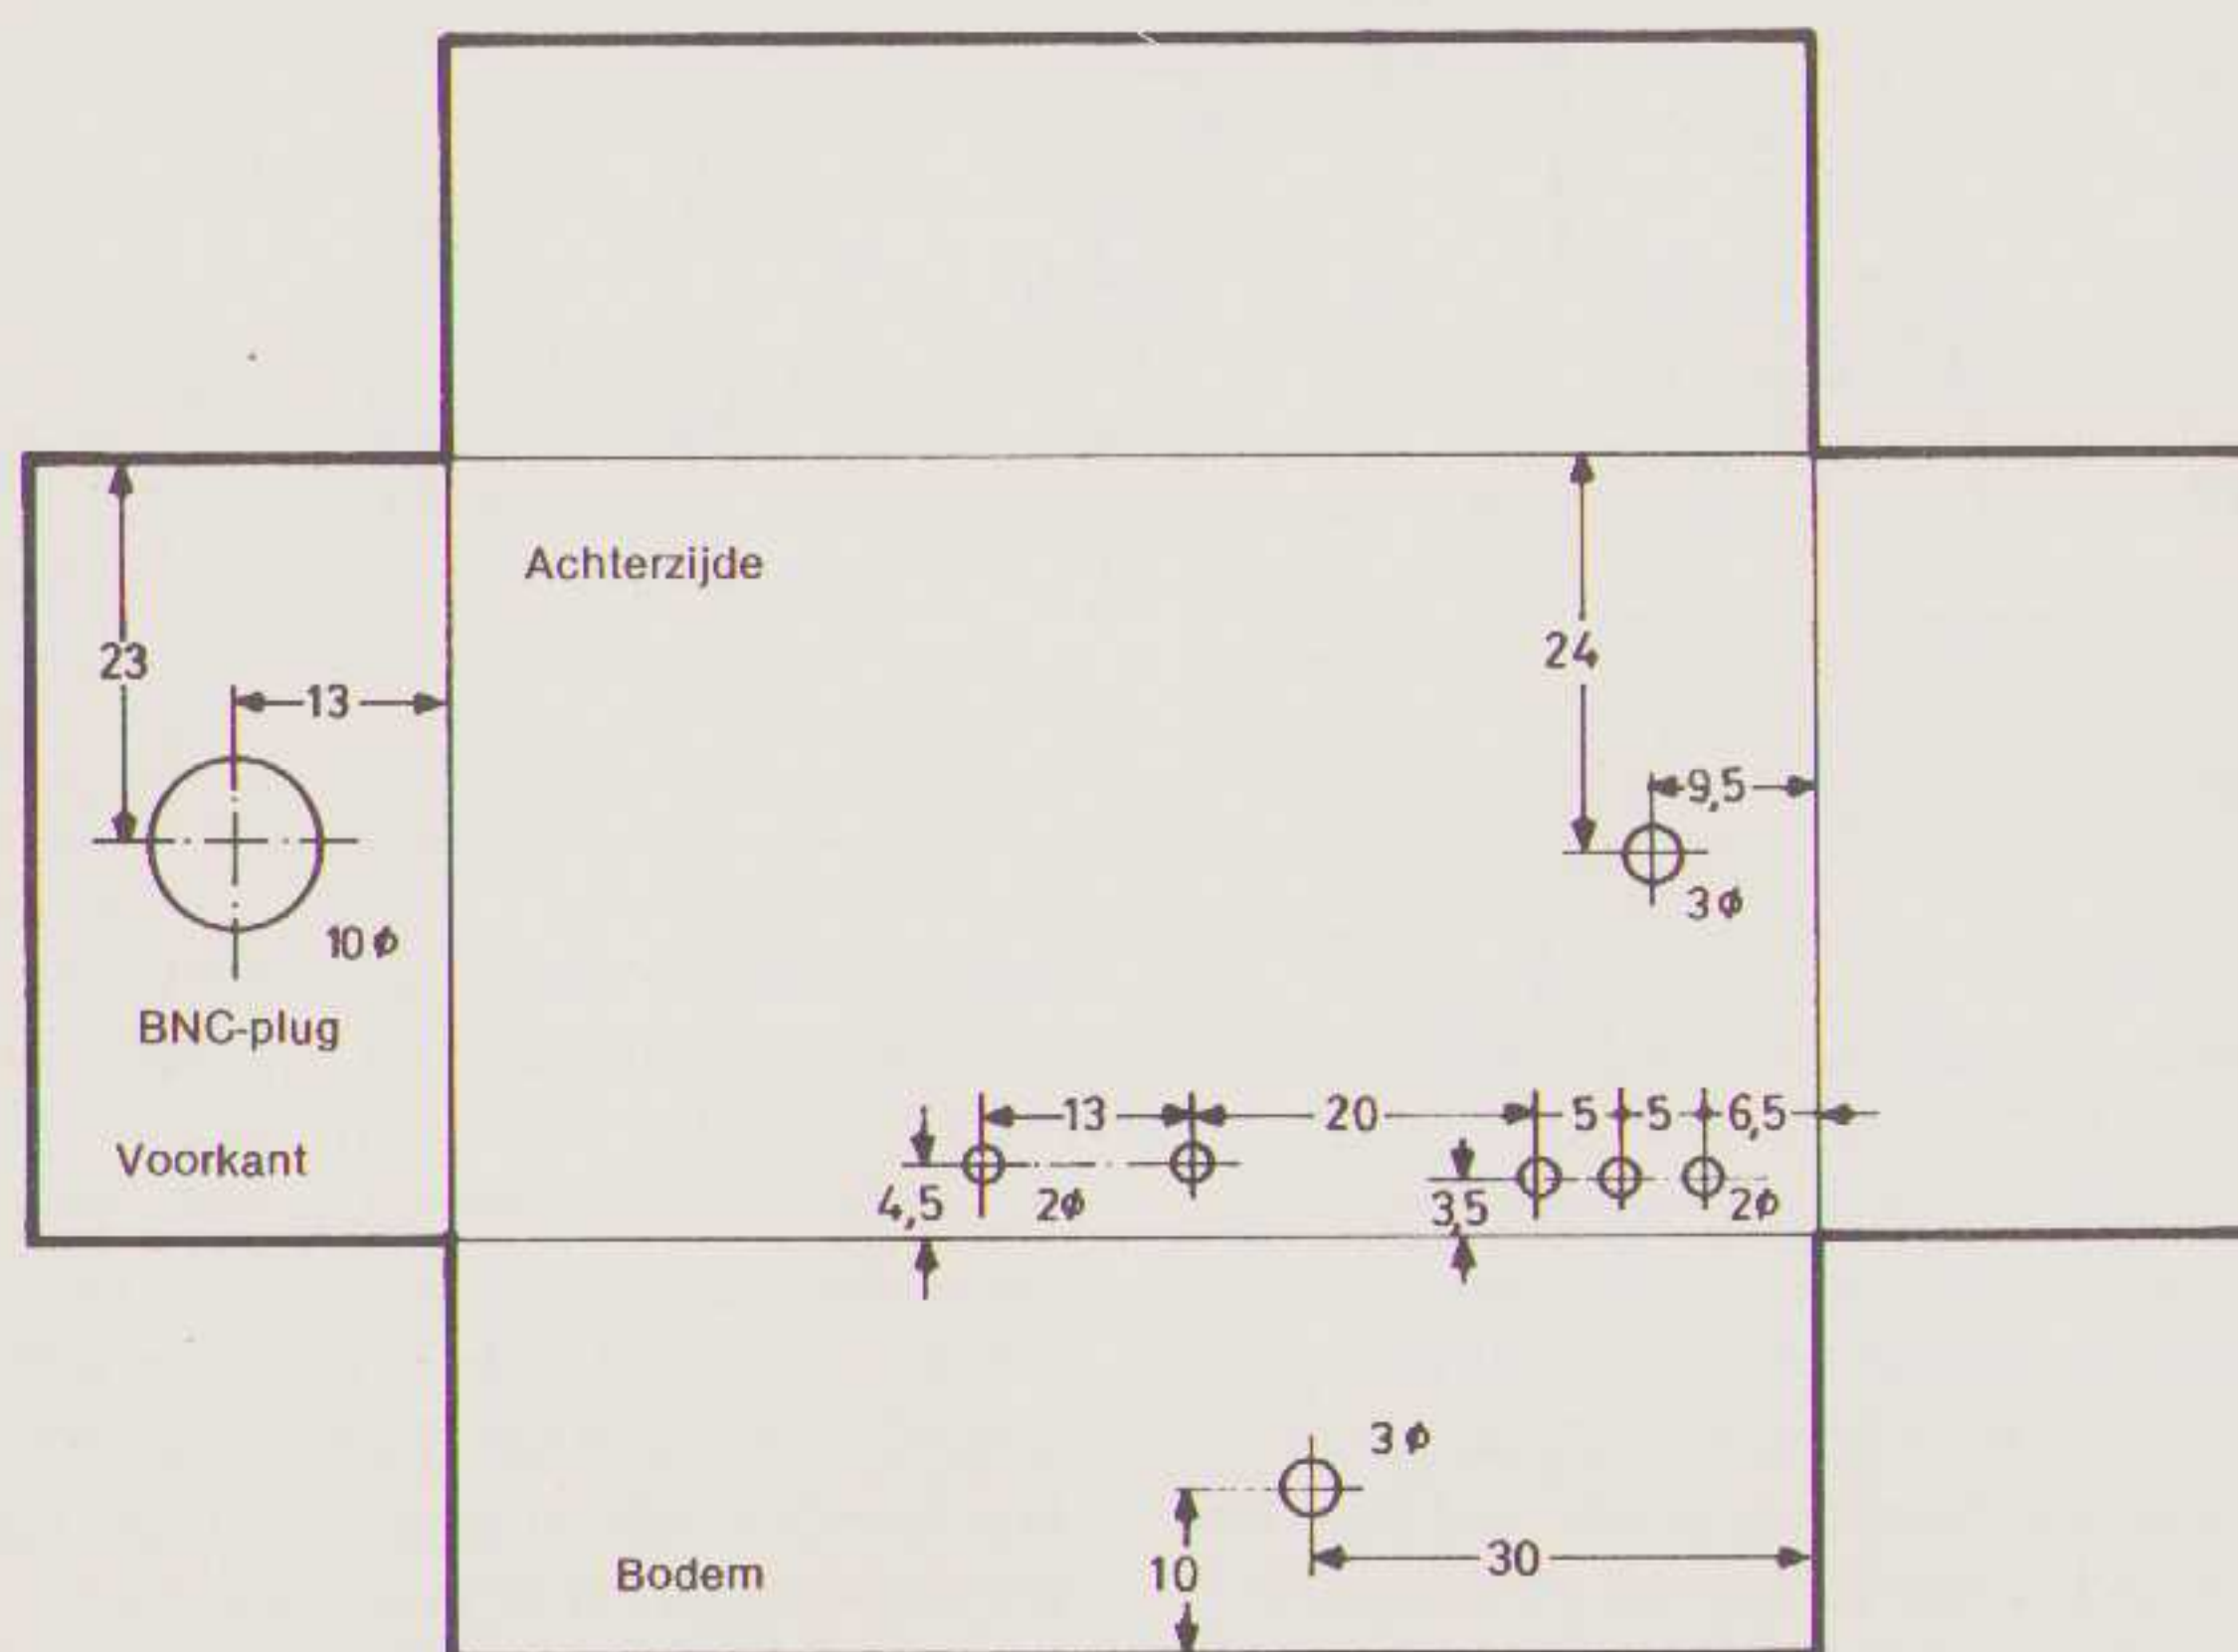 Achterzijde
23
13
24
9,5
3 ϕ
10 ϕ
BNC-plug
13
20
5
5
6,5
Voorkant
4,5
2ϕ
3,5
2ϕ
3 ϕ
30
10
Bodem